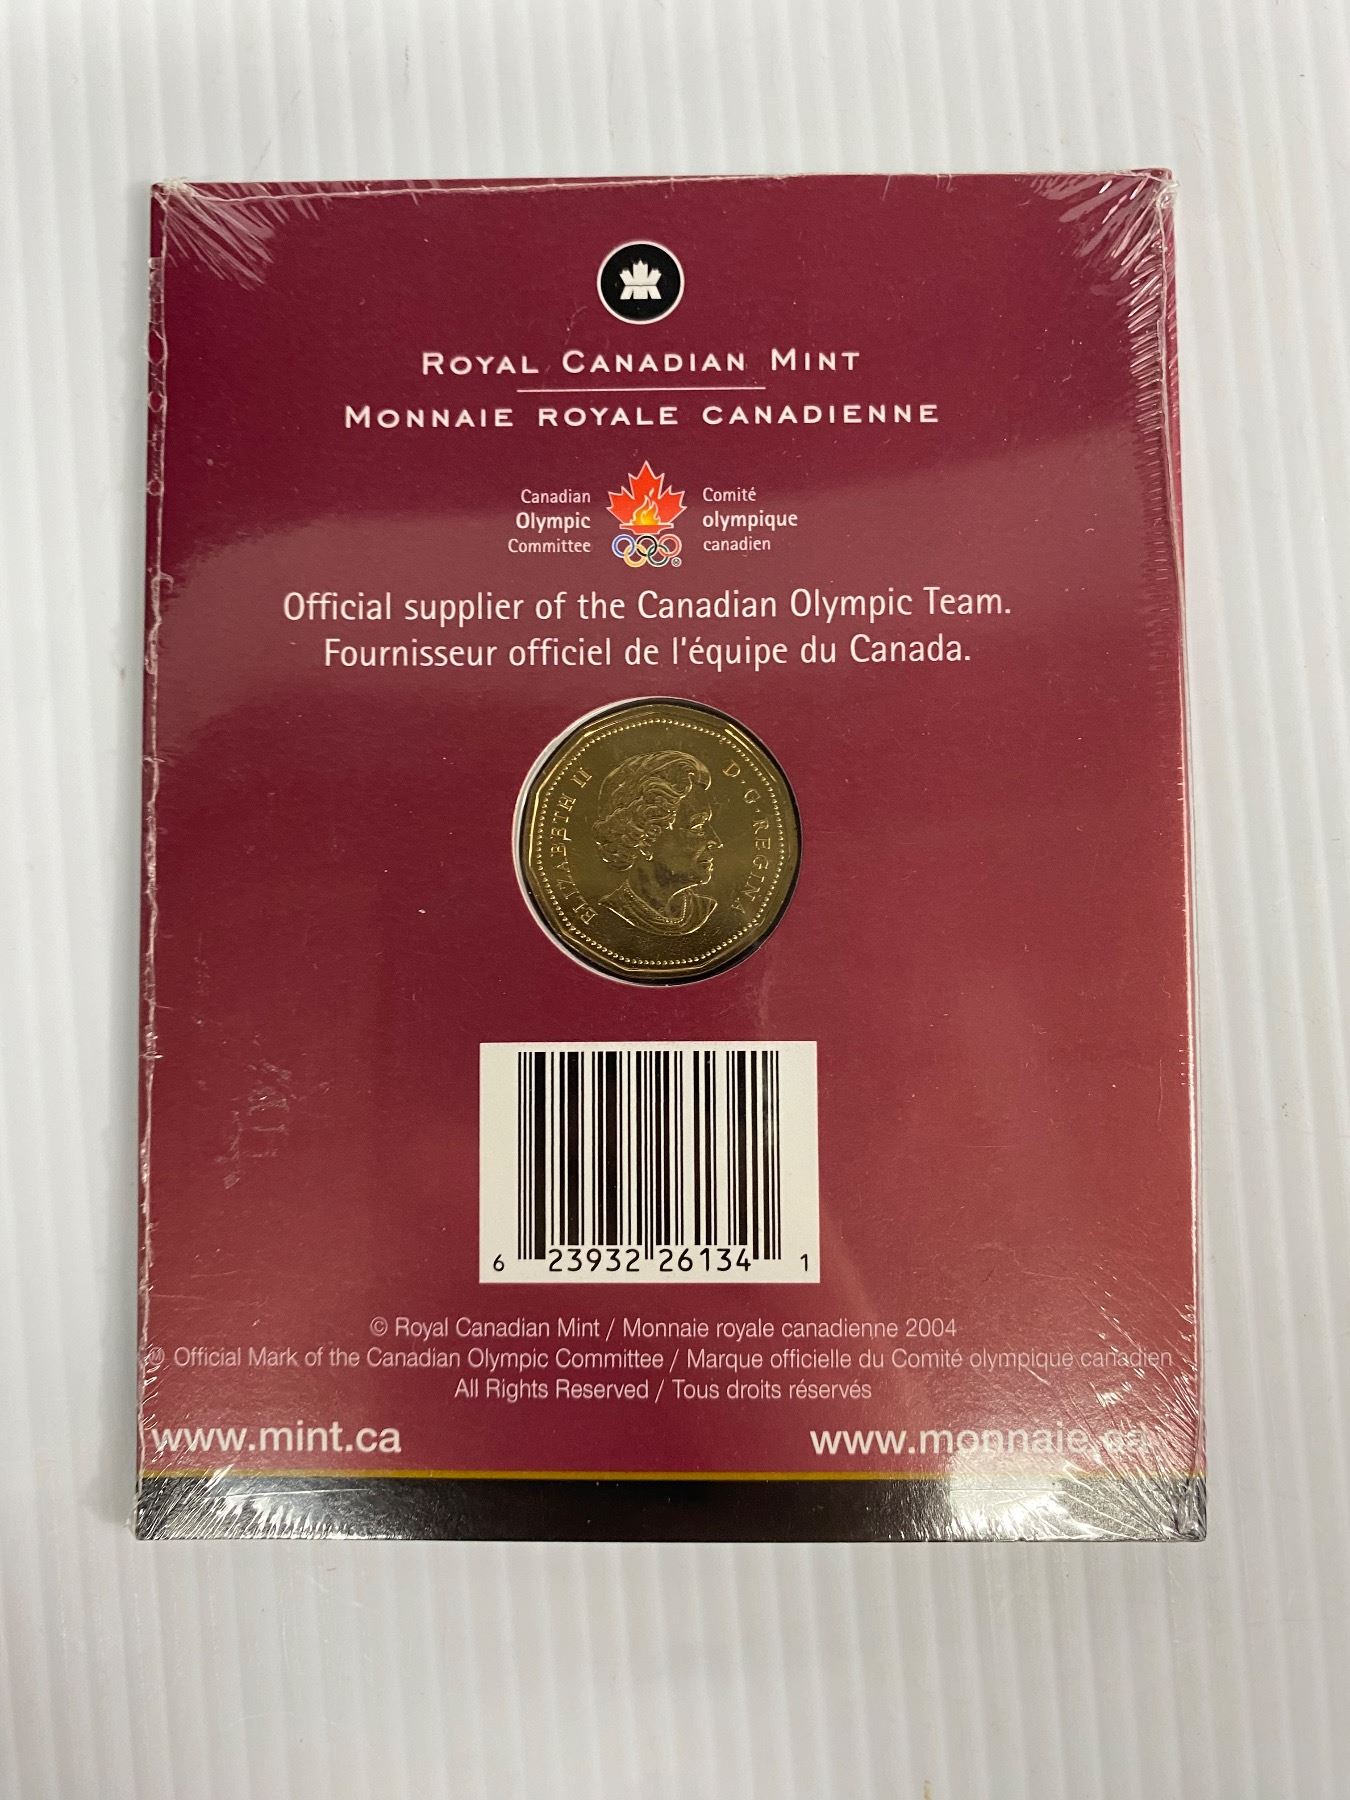 ROYAL CANADIAN MINT
MONNAIE ROYALE CANADIENNE
Canadian
Olympic
Committee
Comité
olympique
canadien
Official supplier of the Canadian Olympic Team.
Fournisseur officiel de l'équipe du Canada.
ELIZABETH II D·G·REGINA
6 23932 26134 1
© Royal Canadian Mint / Monnaie royale canadienne 2004
Ⓜ Official Mark of the Canadian Olympic Committee / Marque officielle du Comité olympique canadien
All Rights Reserved / Tous droits réservés
www.mint.ca
www.monnaie.ca